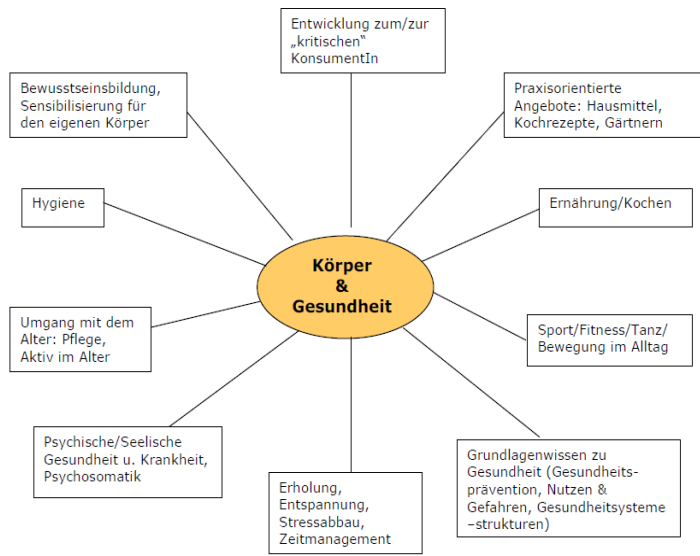 Entwicklung zum/zur
„kritischen“
KonsumentIn
Bewusstseinsbildung,
Sensibilisierung für
den eigenen Körper
Praxisorientierte
Angebote: Hausmittel,
Kochrezepte, Gärtnern
Hygiene
Ernährung/Kochen
Körper
&
Gesundheit
Umgang mit dem
Alter: Pflege,
Aktiv im Alter
Sport/Fitness/Tanz/
Bewegung im Alltag
Psychische/Seelische
Gesundheit u. Krankheit,
Psychosomatik
Erholung,
Entspannung,
Stressabbau,
Zeitmanagement
Grundlagenwissen zu
Gesundheit (Gesundheits-
prävention, Nutzen &
Gefahren, Gesundheitsysteme
–strukturen)